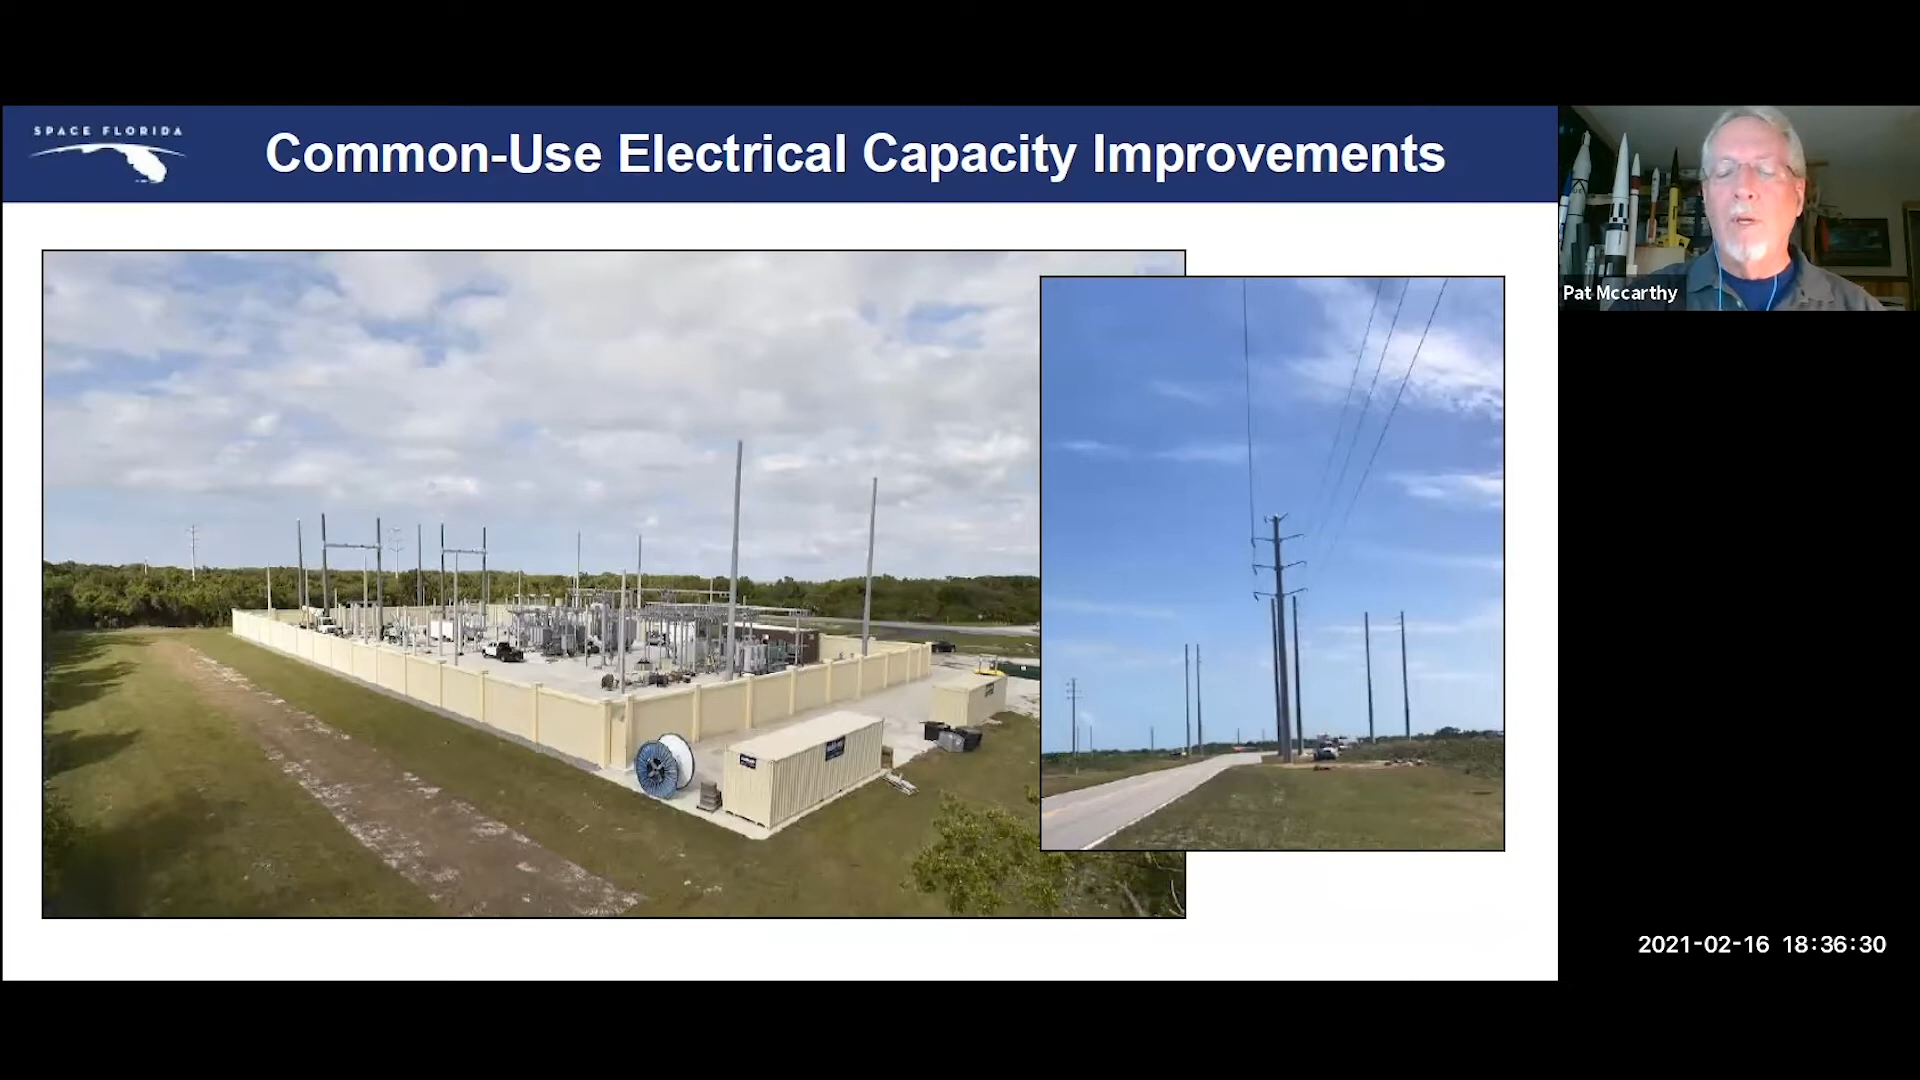 SPACE FLORIDA
Common-Use Electrical Capacity Improvements
Pat Mccarthy
2021-02-16 18:36:30